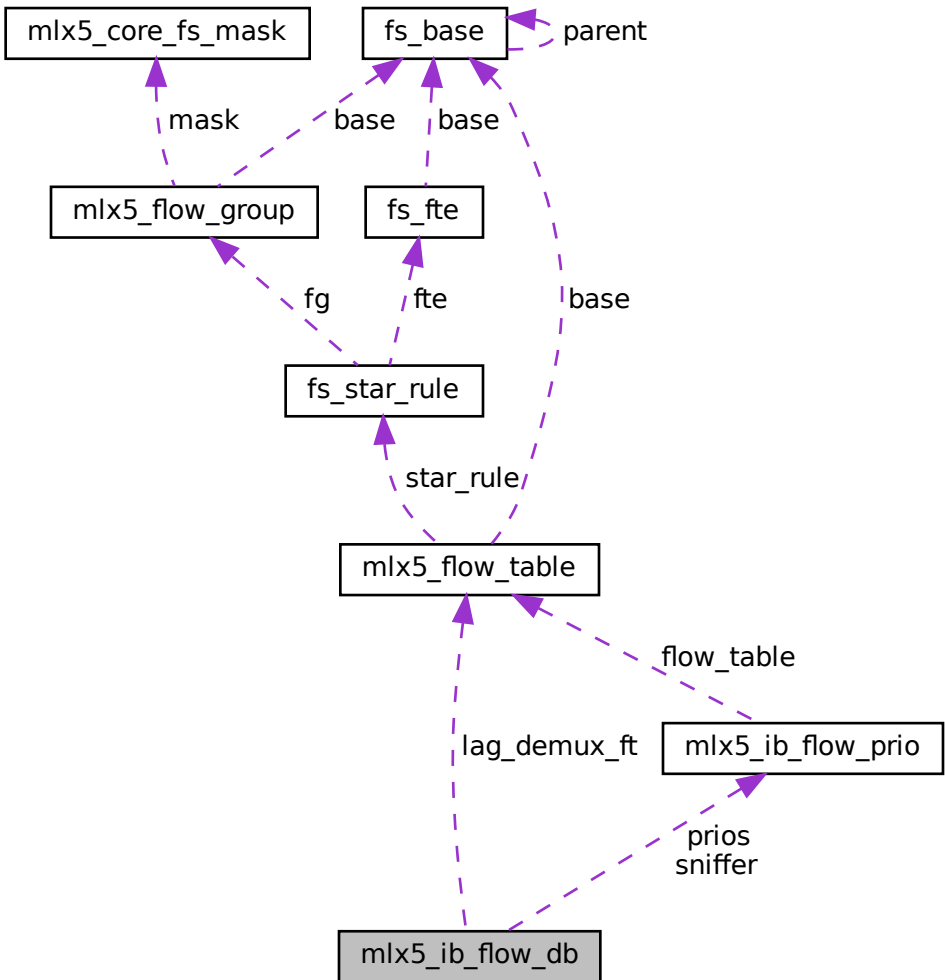 mlx5_core_fs_mask
fs_base
parent
mask
base
base
mlx5_flow_group
fs_fte
fg
fte
base
fs_star_rule
star_rule
mlx5_flow_table
flow_table
lag_demux_ft
mlx5_ib_flow_prio
prios
sniffer
mlx5_ib_flow_db